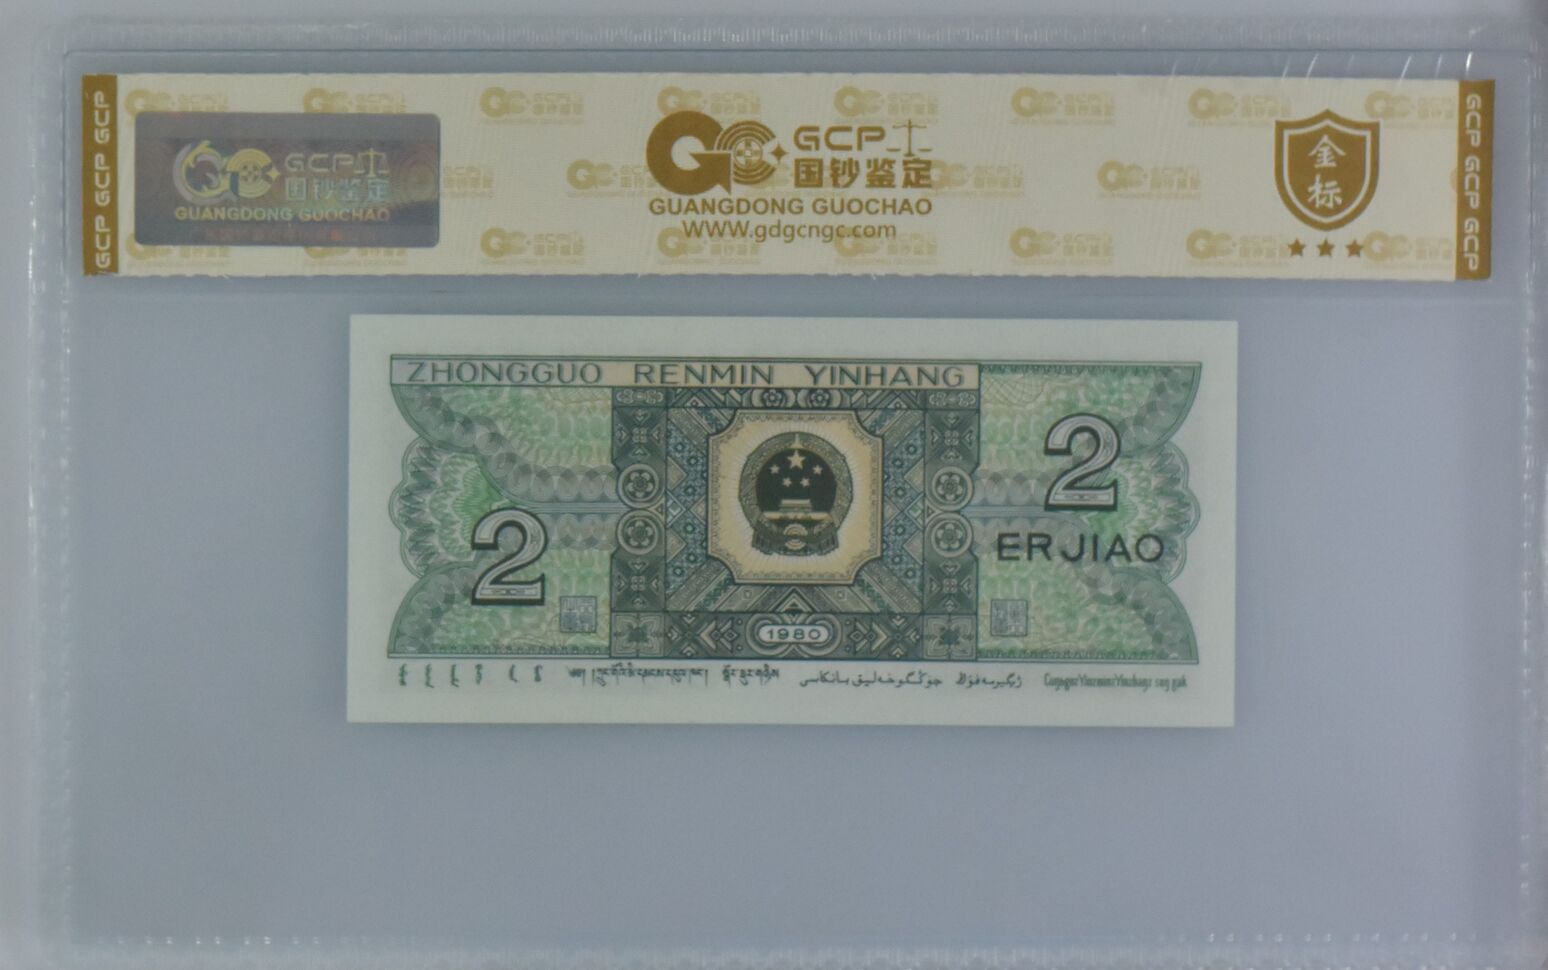 GCP GCP GCP
GCP
国钞鉴定
GUANGDONG GUOCHAO
GCP
国钞鉴定
GUANGDONG GUOCHAO
WWW.gdgcngc.com
金标
GCP GCP GCP
ZHONGGUO RENMIN YINHANG
2
2
ERJIAO
1980